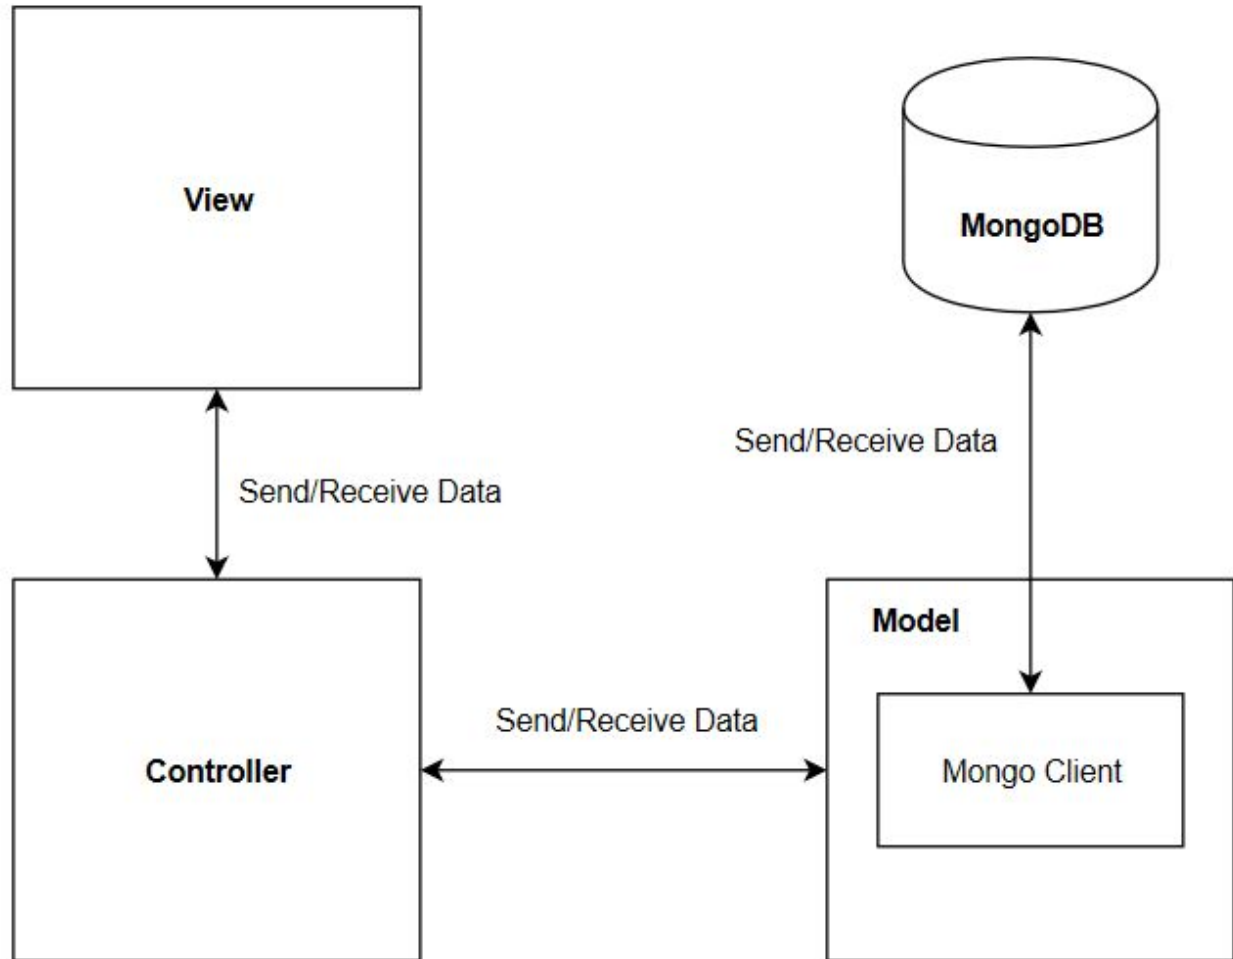 View
MongoDB
Send/Receive Data
Send/Receive Data
Model
Send/Receive Data
Controller
Mongo Client